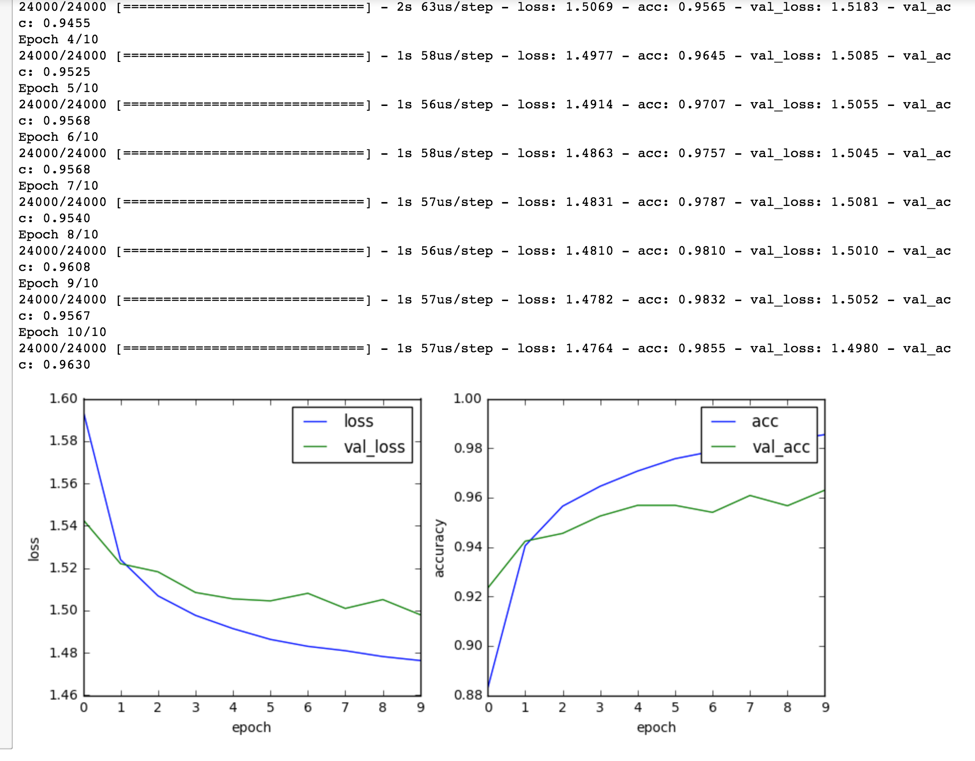 24000/24000 [==============================] - 2s 63us/step - loss: 1.5069 - acc: 0.9565 - val_loss: 1.5183 - val_ac
c: 0.9455
Epoch 4/10
24000/24000 [==============================] - 1s 58us/step - loss: 1.4977 - acc: 0.9645 - val_loss: 1.5085 - val_ac
c: 0.9525
Epoch 5/10
24000/24000 [==============================] - 1s 56us/step - loss: 1.4914 - acc: 0.9707 - val_loss: 1.5055 - val_ac
c: 0.9568
Epoch 6/10
24000/24000 [==============================] - 1s 58us/step - loss: 1.4863 - acc: 0.9757 - val_loss: 1.5045 - val_ac
c: 0.9568
Epoch 7/10
24000/24000 [==============================] - 1s 57us/step - loss: 1.4831 - acc: 0.9787 - val_loss: 1.5081 - val_ac
c: 0.9540
Epoch 8/10
24000/24000 [==============================] - 1s 56us/step - loss: 1.4810 - acc: 0.9810 - val_loss: 1.5010 - val_ac
c: 0.9608
Epoch 9/10
24000/24000 [==============================] - 1s 57us/step - loss: 1.4782 - acc: 0.9832 - val_loss: 1.5052 - val_ac
c: 0.9567
Epoch 10/10
24000/24000 [==============================] - 1s 57us/step - loss: 1.4764 - acc: 0.9855 - val_loss: 1.4980 - val_ac
c: 0.9630
1.60
1.58
1.56
1.54
1.52
1.50
1.48
1.46
loss
loss
val_loss
0 1 2 3 4 5 6 7 8 9
epoch
1.00
0.98
0.96
0.94
0.92
0.90
0.88
accuracy
acc
val_acc
0 1 2 3 4 5 6 7 8 9
epoch